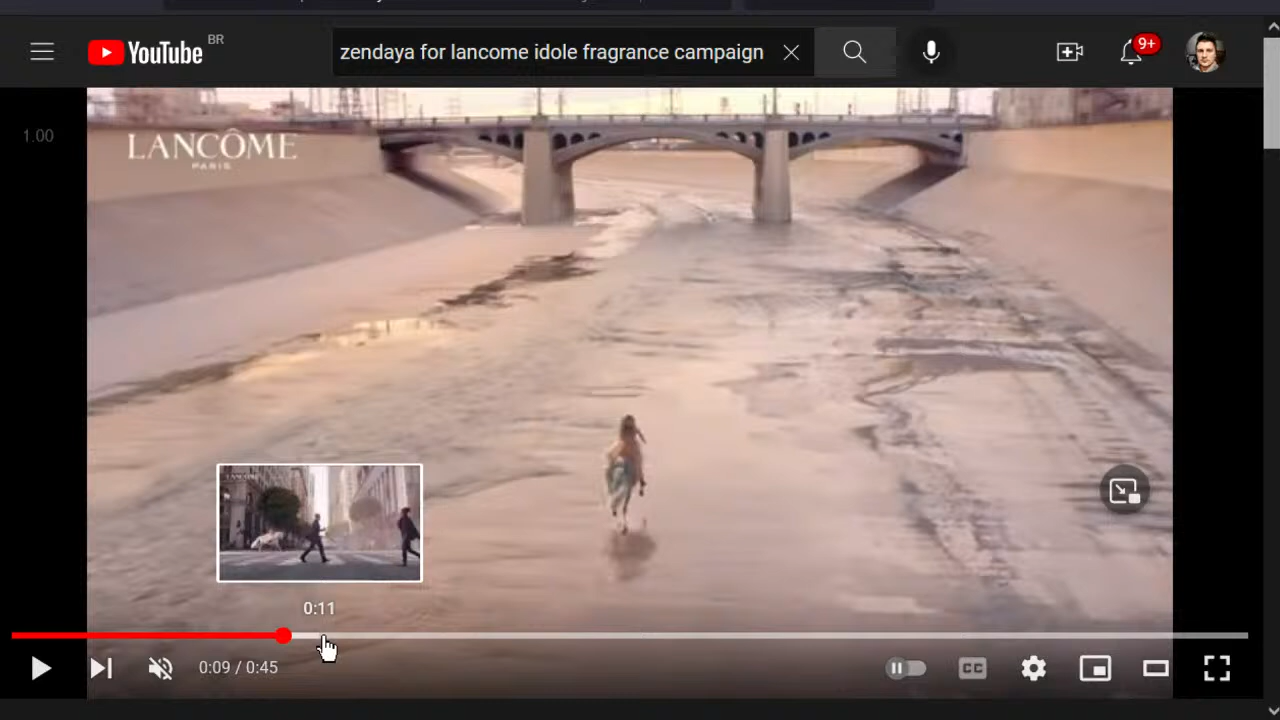 YouTube BR
zendaya for lancome idole fragrance campaign
9+
1.00
LANCÔME
PARIS
0:11
0:09 / 0:45
CC